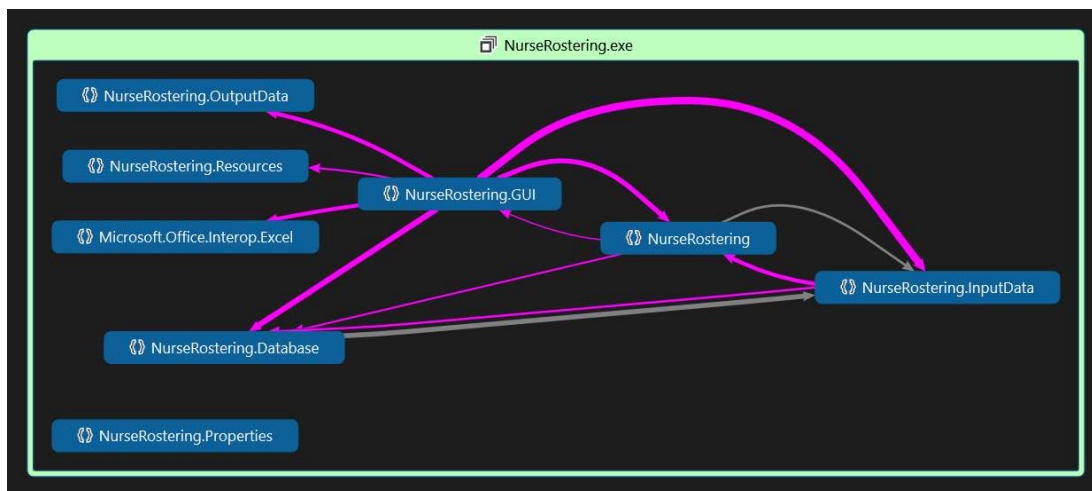 NurseRostering.exe
NurseRostering.OutputData
NurseRostering.Resources
NurseRostering.GUI
Microsoft.Office.Interop.Excel
NurseRostering
NurseRostering.InputData
NurseRostering.Database
NurseRostering.Properties